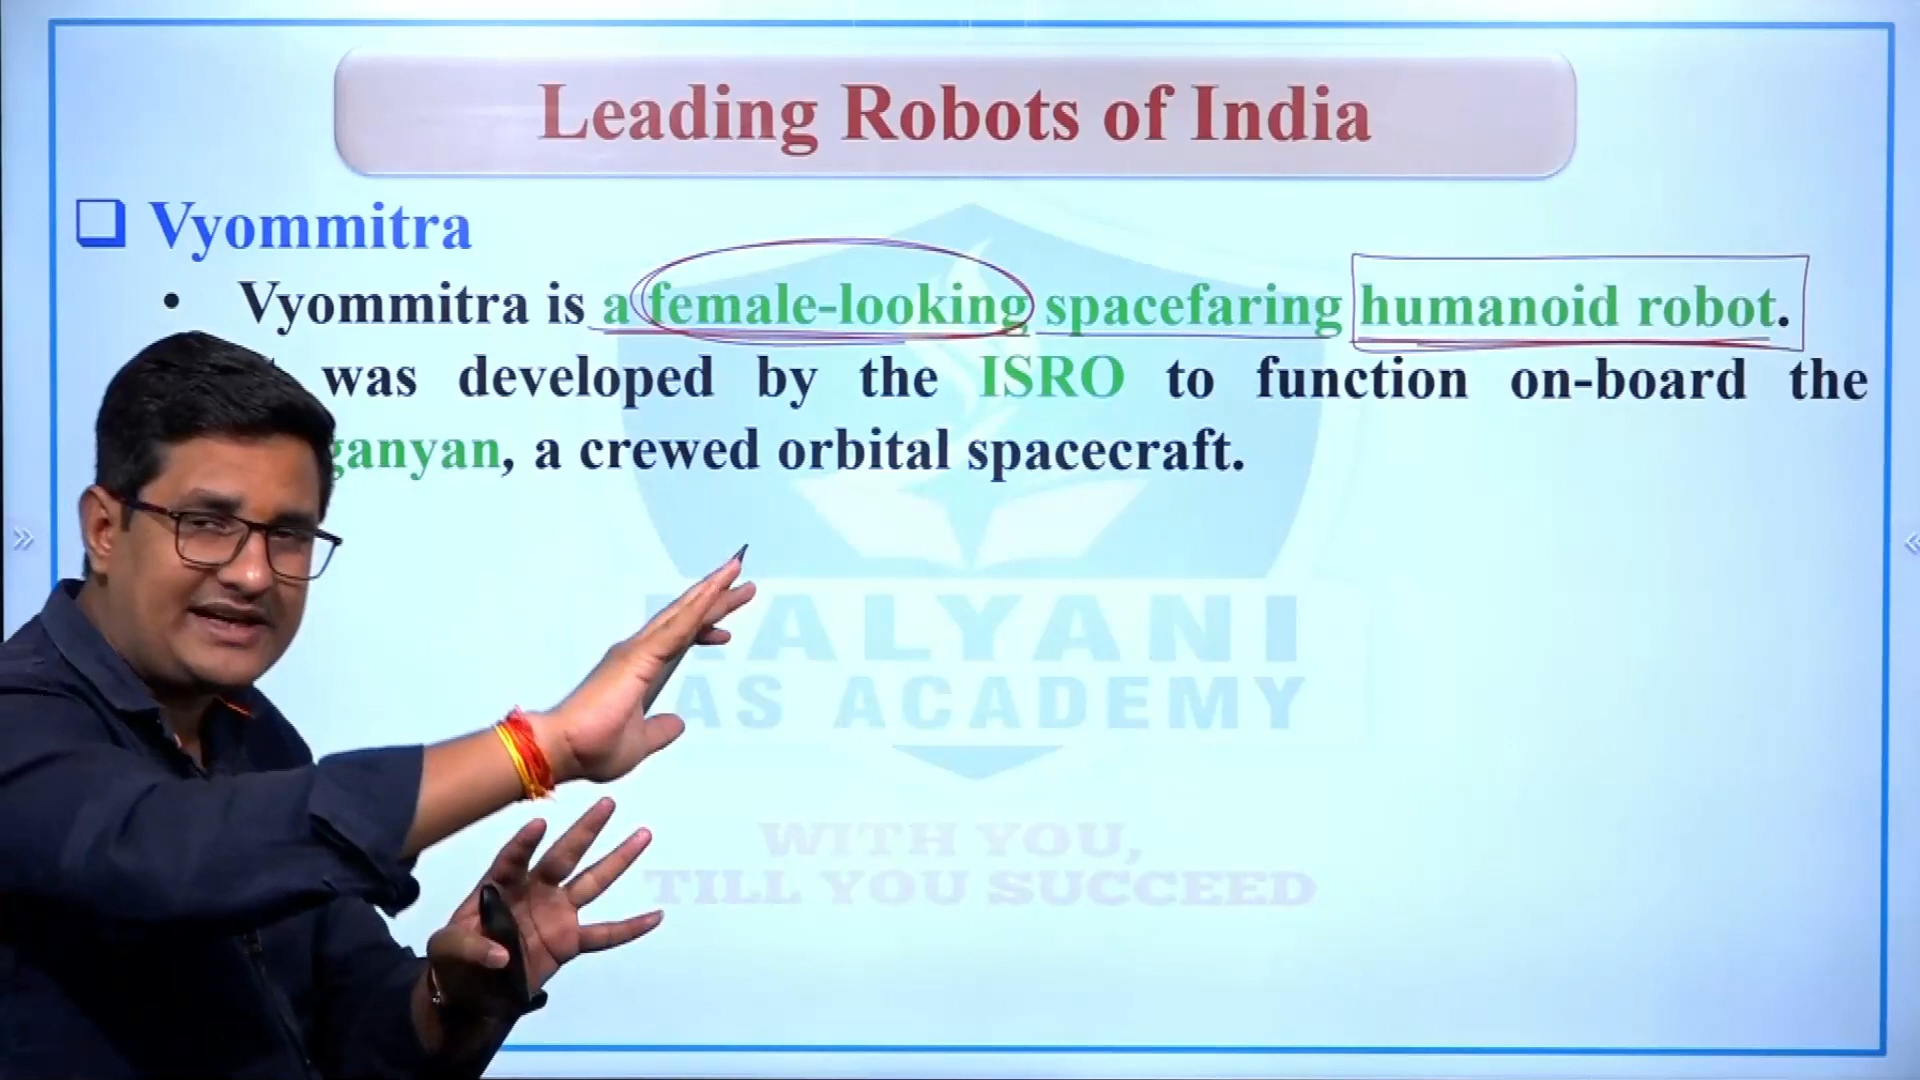 Leading Robots of India
Vyommitra
• Vyommitra is a female-looking spacefaring humanoid robot.
was developed by the ISRO to function on-board the
ganyan, a crewed orbital spacecraft.
ALYANI
AS ACADEMY
WITH YOU,
TILL YOU SUCCEED